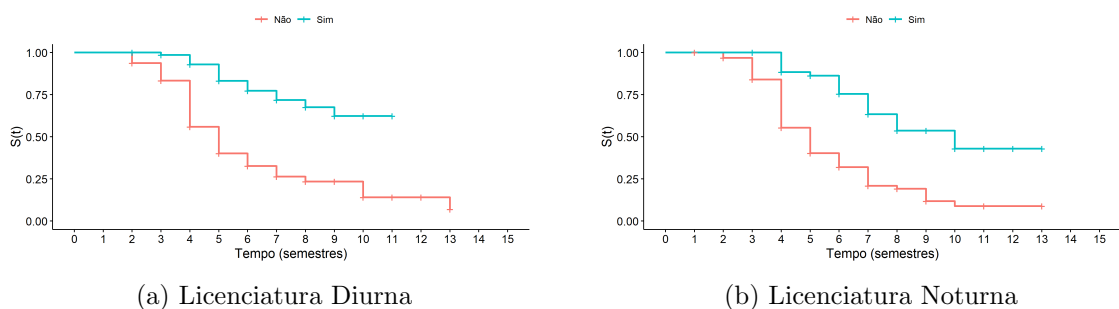 Não Sim
1.00
0.75
0.50
0.25
0.00
S(t)
0 1 2 3 4 5 6 7 8 9 10 11 12 13 14 15
Tempo (semestres)
(a) Licenciatura Diurna
Não Sim
1.00
0.75
0.50
0.25
0.00
S(t)
0 1 2 3 4 5 6 7 8 9 10 11 12 13 14 15
Tempo (semestres)
(b) Licenciatura Noturna